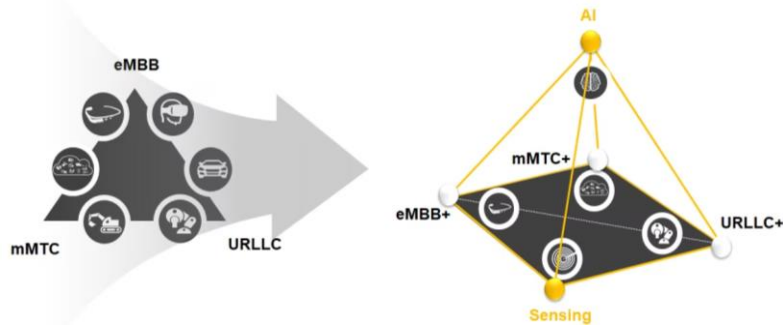 eMBB
mMTC
URLLC
AI
mMTC+
eMBB+
URLLC+
Sensing